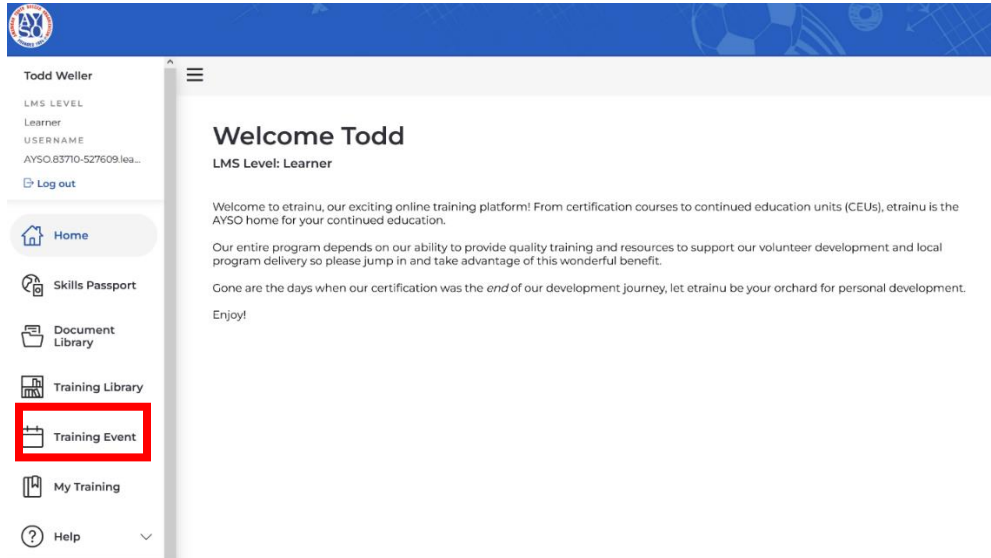 AYSO
Todd Weller
LMS LEVEL
Learner
USERNAME
AYSO.83710-527609.lea...
Log out
Home
Skills Passport
Document
Library
Training Library
Training Event
My Training
Help
Welcome Todd
LMS Level: Learner
Welcome to etrainu, our exciting online training platform! From certification courses to continued education units (CEUs), etrainu is the
AYSO home for your continued education.
Our entire program depends on our ability to provide quality training and resources to support our volunteer development and local
program delivery so please jump in and take advantage of this wonderful benefit.
Gone are the days when our certification was the end of our development journey, let etrainu be your orchard for personal development.
Enjoy!